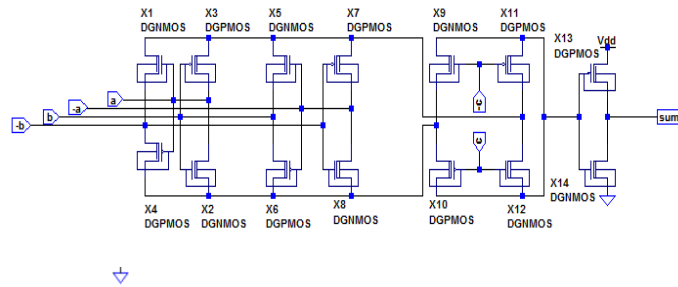 X1 DGNMOS
X3 DGPMOS
X5 DGNMOS
X7 DGPMOS
X9 DGNMOS
X11 DGPMOS
X13 DGPMOS
Vdd
a
-a
b
-b
-c
c
sum
X4 DGPMOS
X2 DGNMOS
X6 DGPMOS
X8 DGNMOS
X10 DGPMOS
X12 DGNMOS
X14 DGNMOS